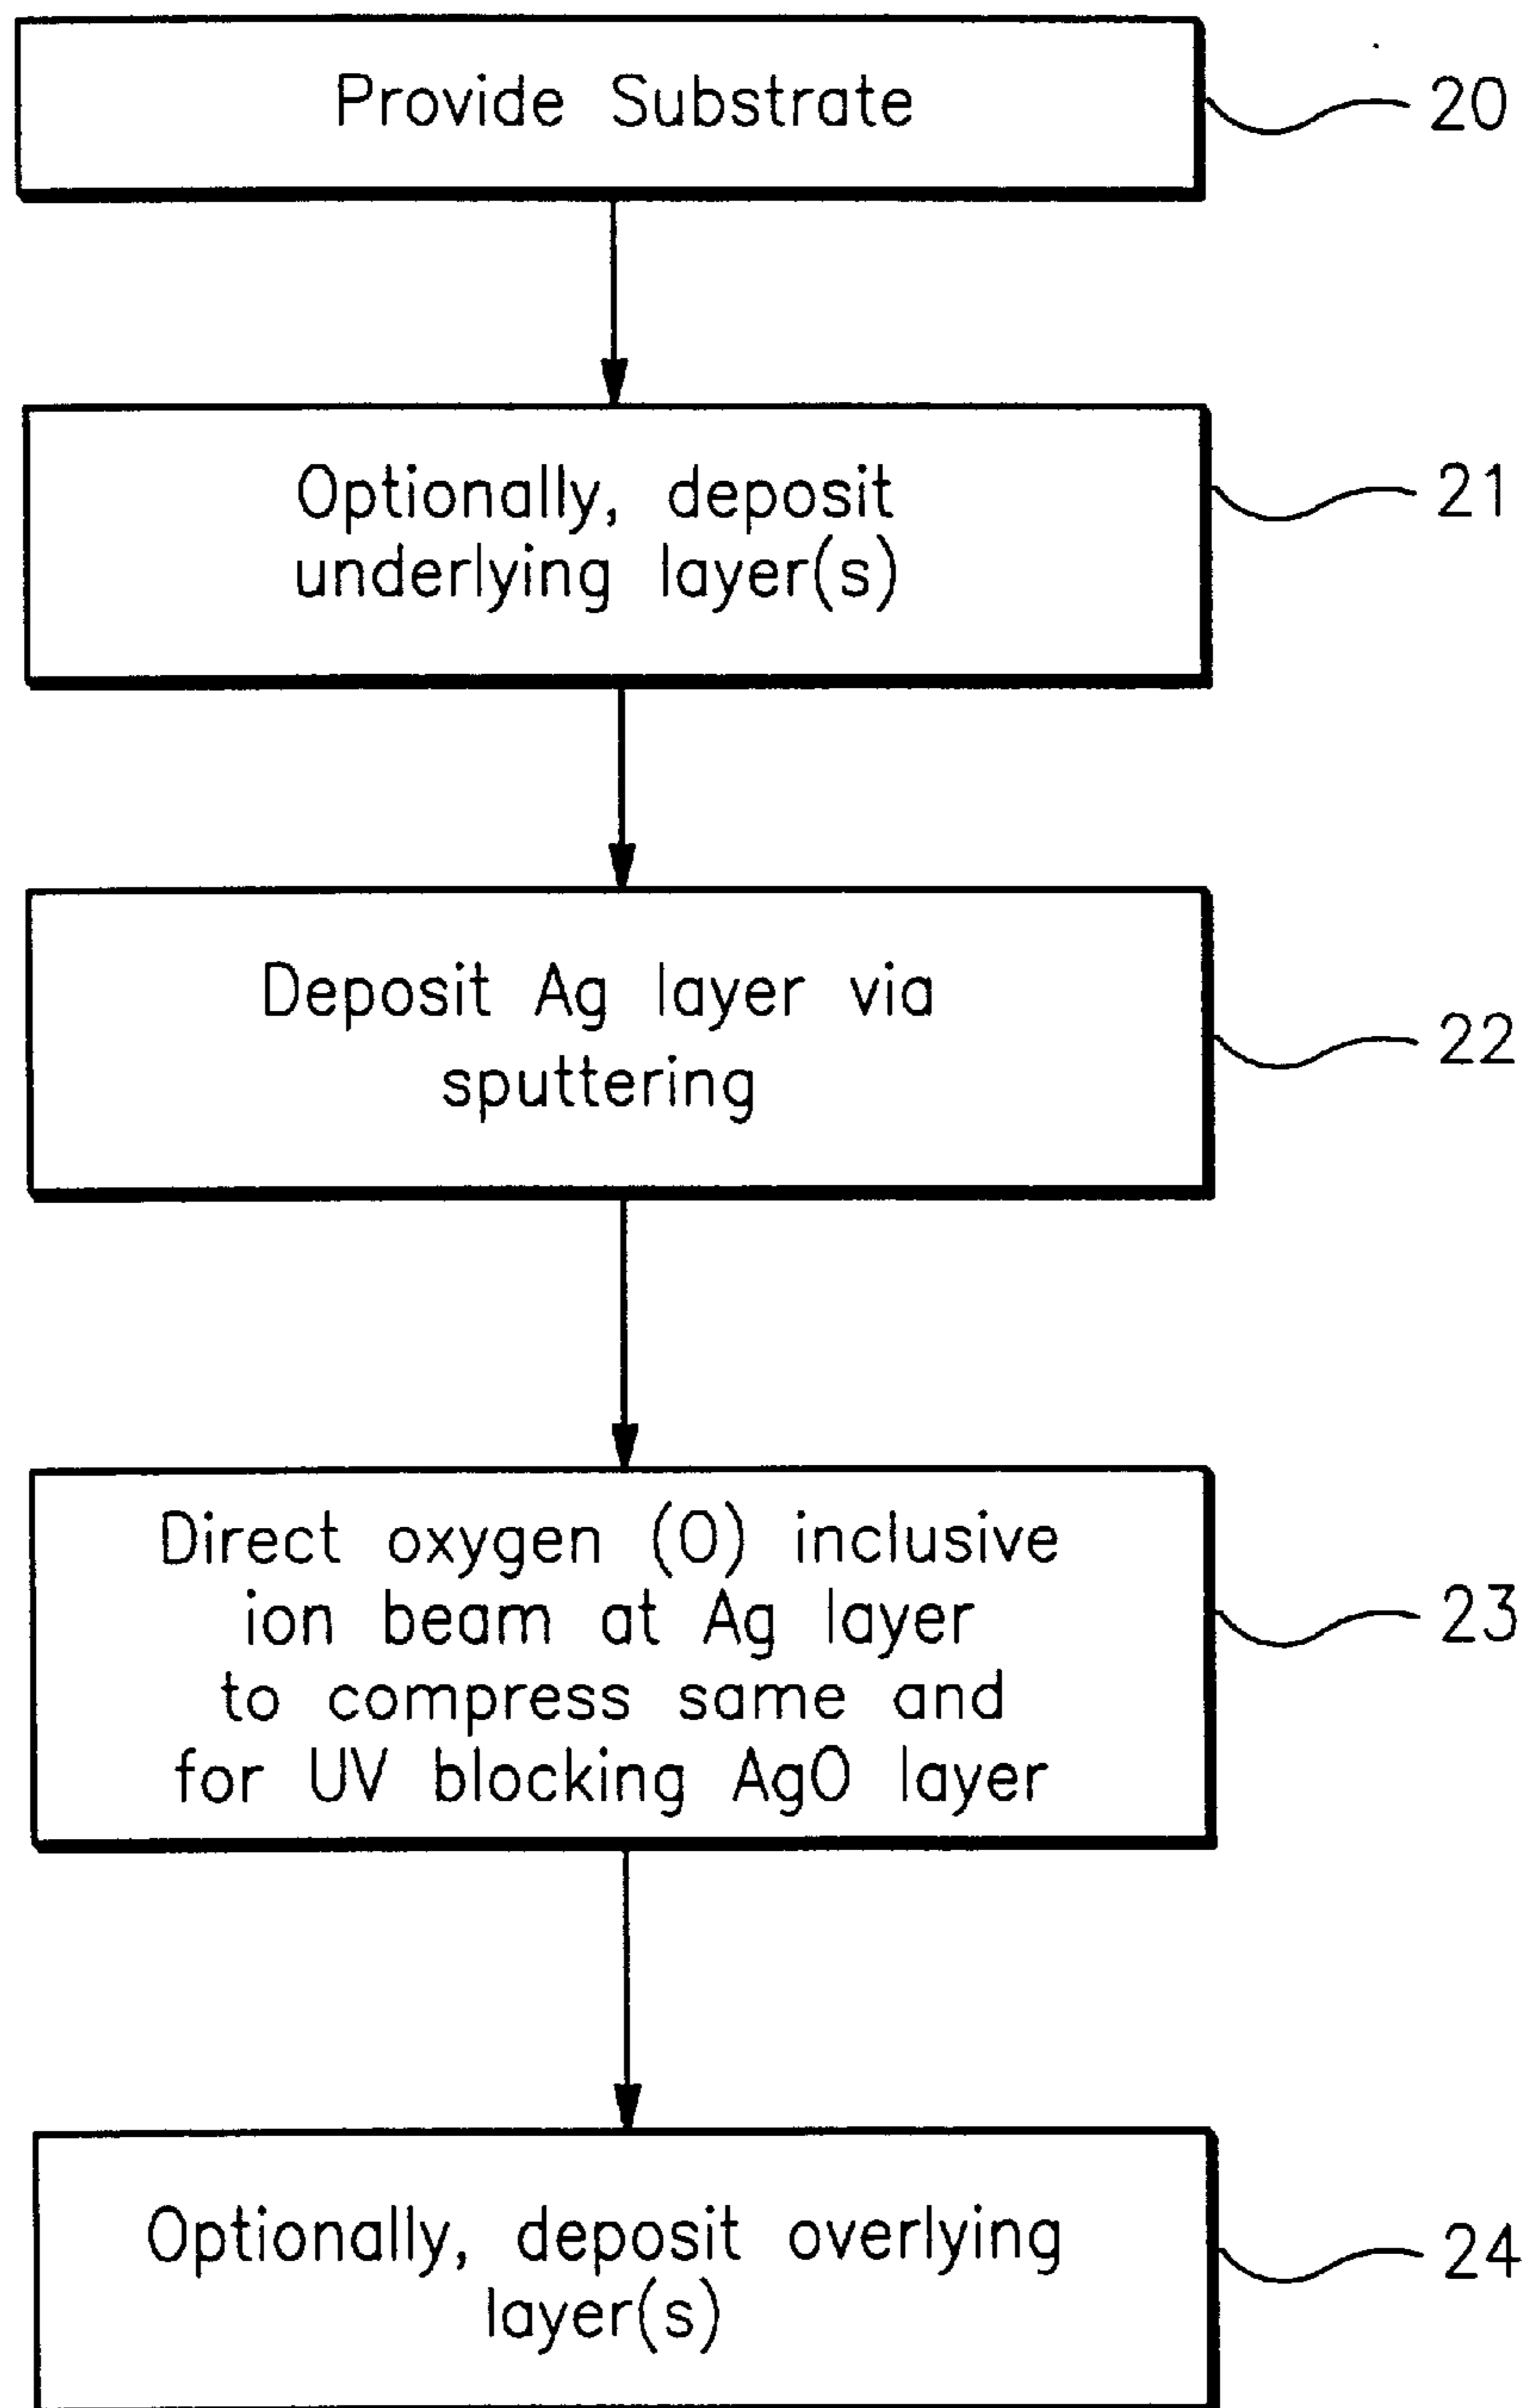 Provide Substrate
20
Optionally, deposit
underlying layer(s)
21
Deposit Ag layer via
sputtering
22
Direct oxygen (O) inclusive
ion beam at Ag layer
to compress same and
for UV blocking AgO layer
23
Optionally, deposit overlying
layer(s)
24